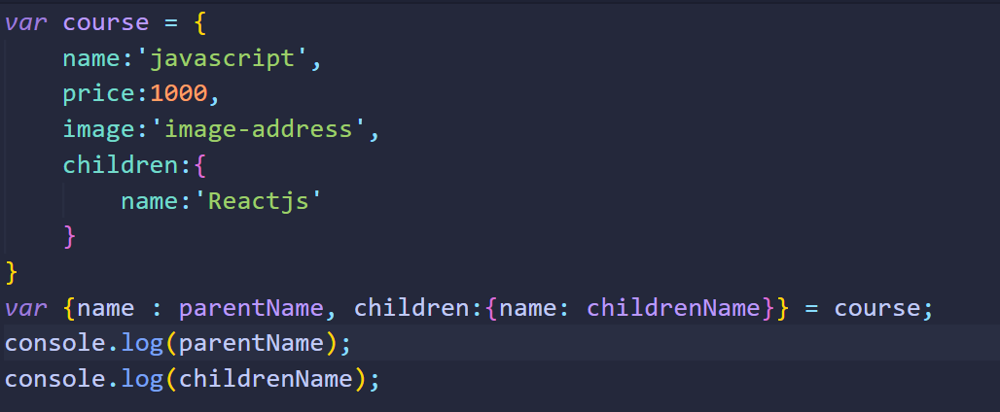 var course = {
    name:'javascript',
    price:1000,
    image:'image-address',
    children:{
        name:'Reactjs'
    }
}
var {name : parentName, children:{name: childrenName}} = course;
console.log(parentName);
console.log(childrenName);